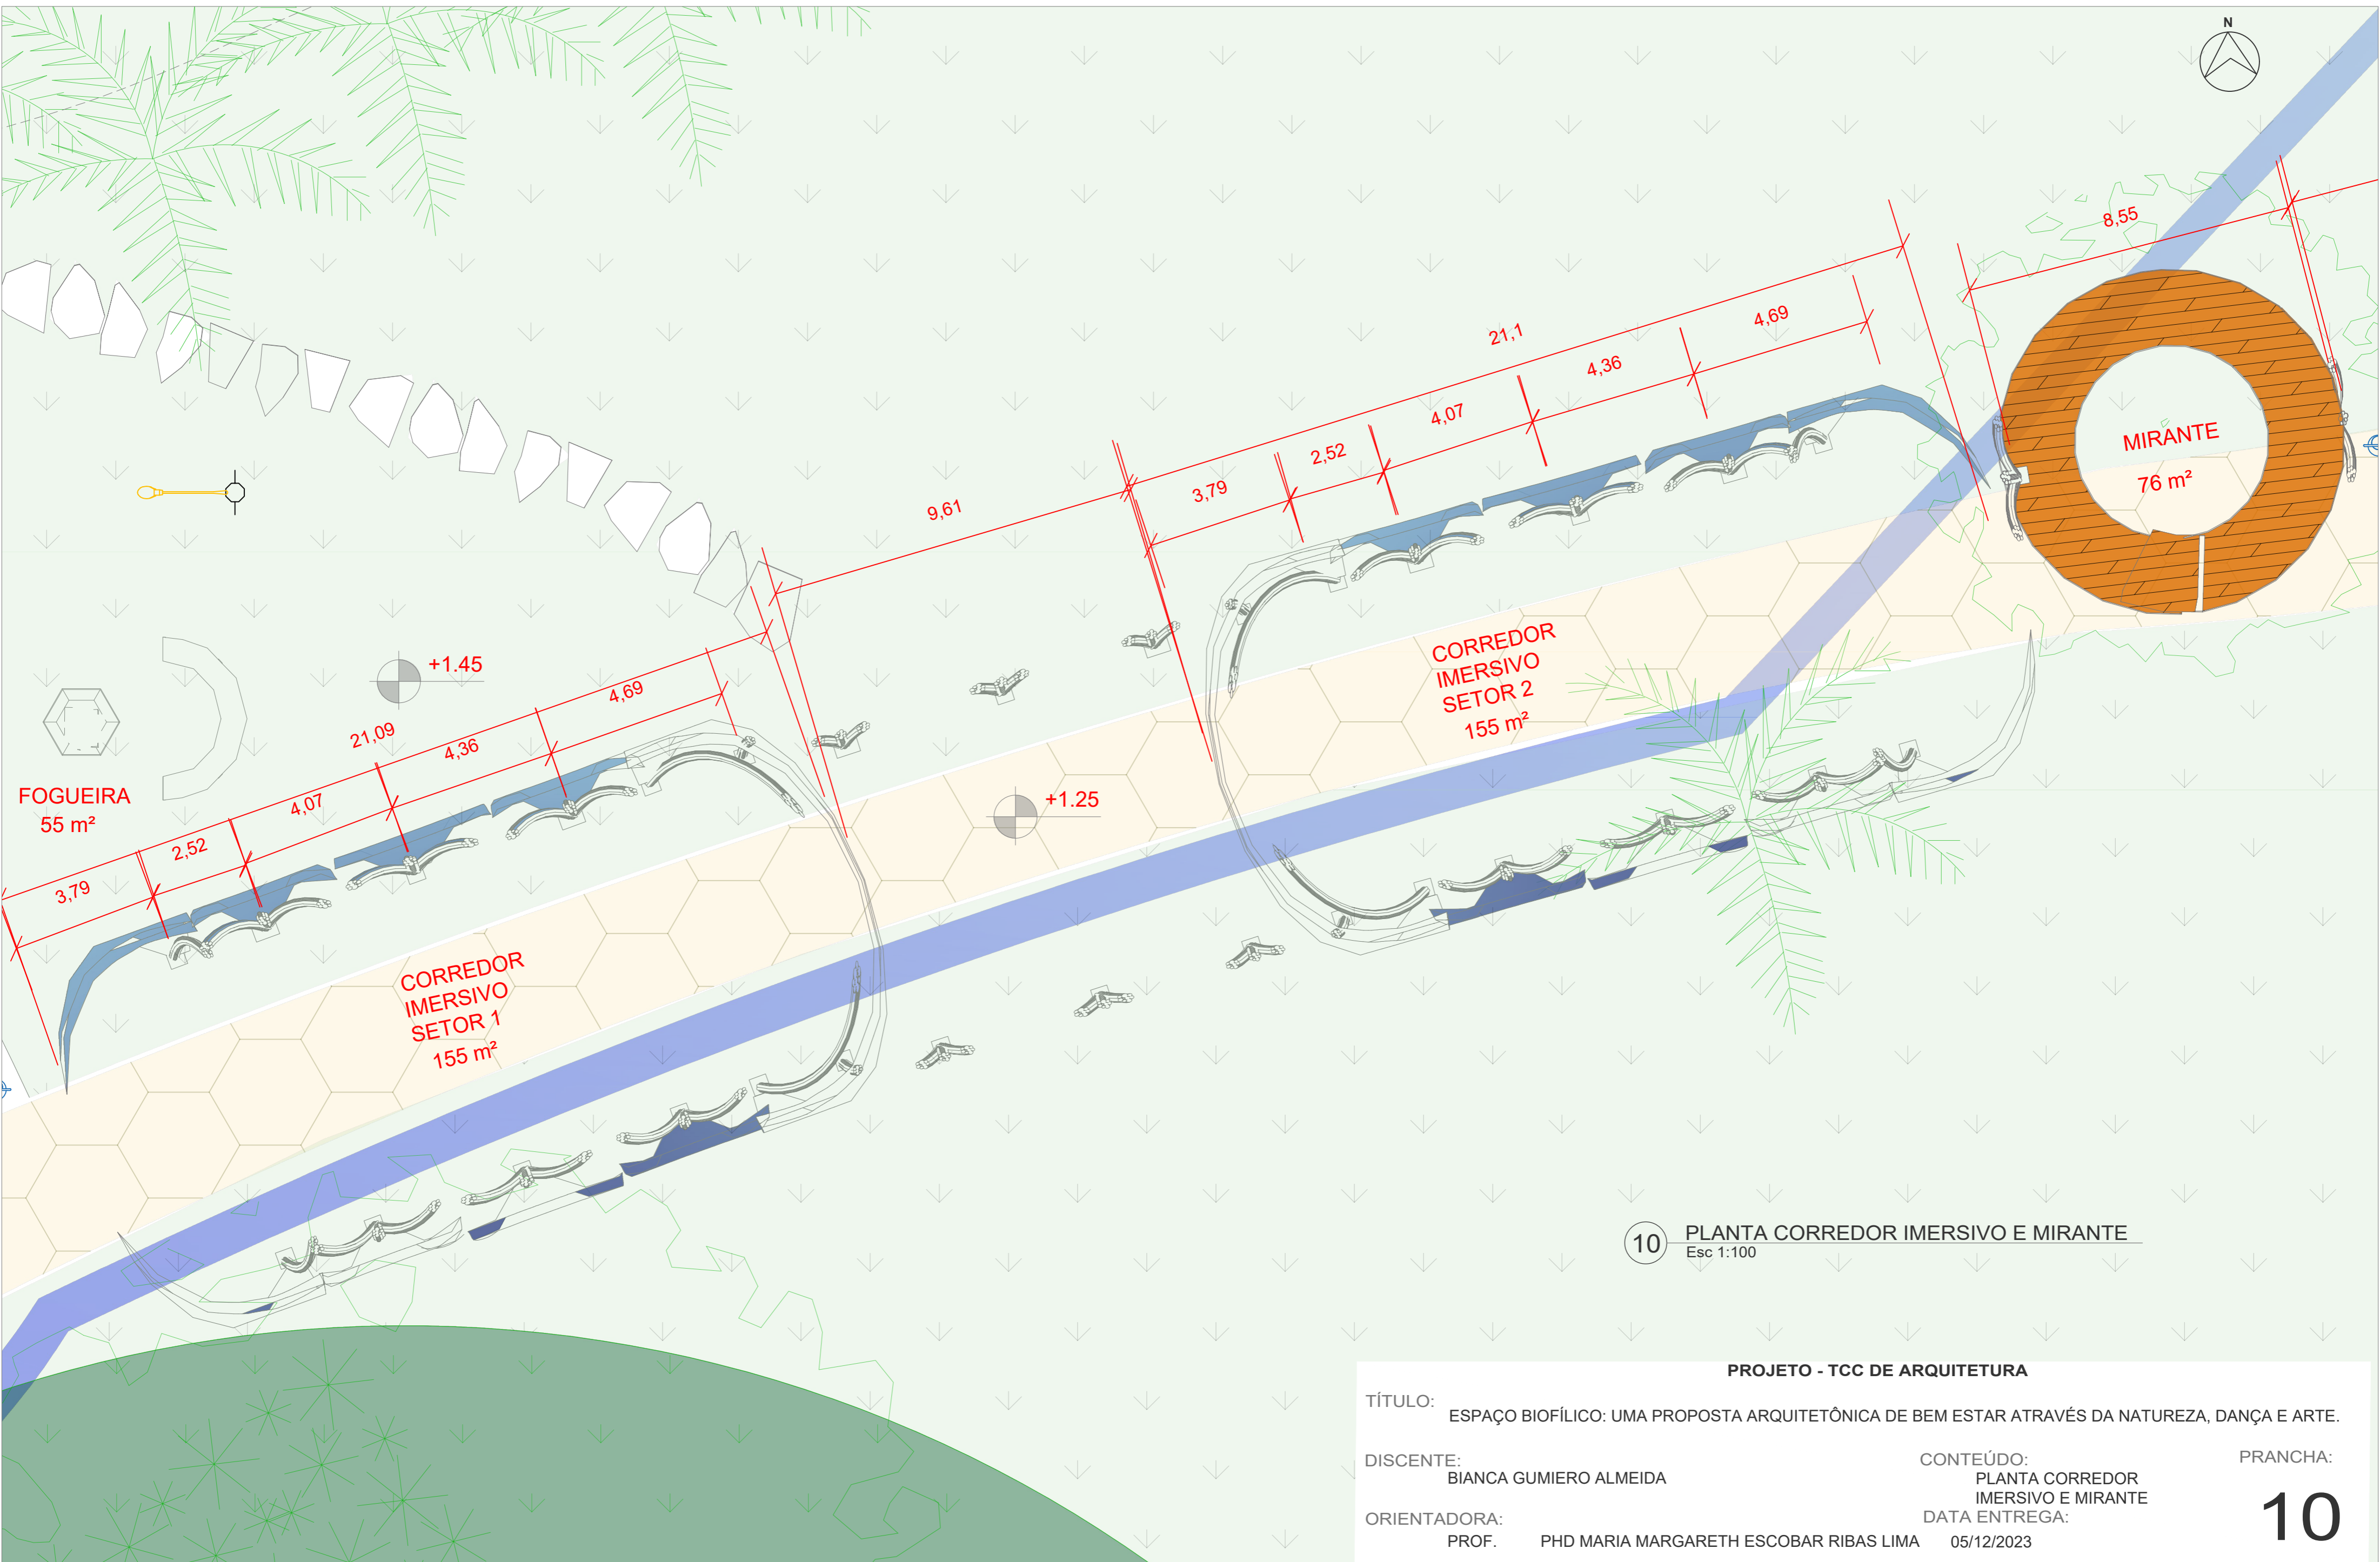 N
8,55
21,1
4,69
4,36
4,07
2,52
3,79
9,61
MIRANTE
76 m²
CORREDOR
IMERSIVO
SETOR 2
155 m²
+1.45
4,69
21,09
4,36
4,07
2,52
3,79
FOGUEIRA
55 m²
+1.25
CORREDOR
IMERSIVO
SETOR 1
155 m²
10 PLANTA CORREDOR IMERSIVO E MIRANTE
Esc 1:100
PROJETO - TCC DE ARQUITETURA
TÍTULO:
ESPAÇO BIOFÍLICO: UMA PROPOSTA ARQUITETÔNICA DE BEM ESTAR ATRAVÉS DA NATUREZA, DANÇA E ARTE.
DISCENTE:
BIANCA GUMIERO ALMEIDA
CONTEÚDO:
PLANTA CORREDOR
IMERSIVO E MIRANTE
PRANCHA:
10
ORIENTADORA:
PROF. PHD MARIA MARGARETH ESCOBAR RIBAS LIMA
DATA ENTREGA:
05/12/2023